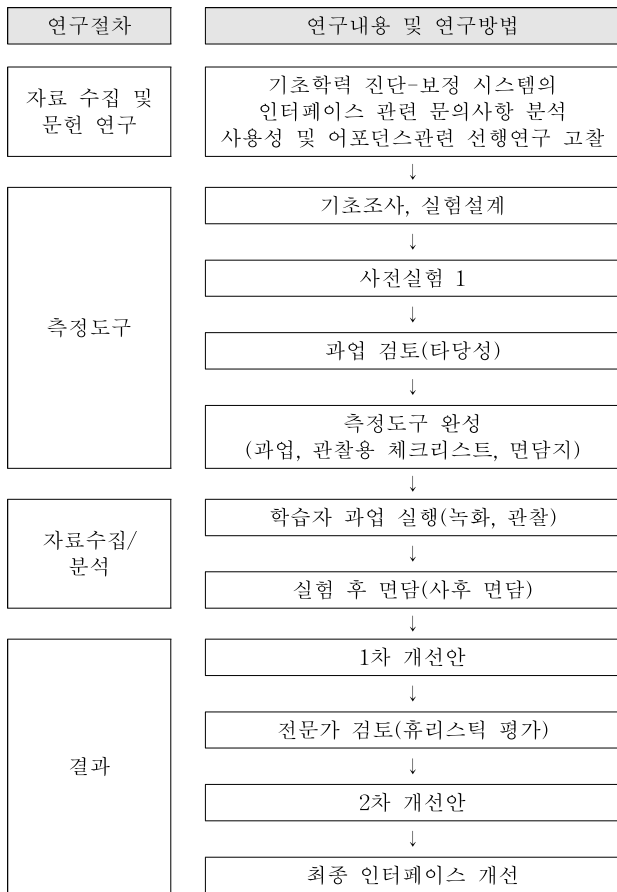 연구절차
연구내용 및 연구방법
자료 수집 및
문헌 연구
기초학력 진단-보정 시스템의
인터페이스 관련 문의사항 분석
사용성 및 어포던스관련 선행연구 고찰
↓
측정도구
기초조사, 실험설계
↓
사전실험 1
↓
과업 검토(타당성)
↓
측정도구 완성
(과업, 관찰용 체크리스트, 면담지)
↓
자료수집/
분석
학습자 과업 실행(녹화, 관찰)
↓
실험 후 면담(사후 면담)
↓
결과
1차 개선안
↓
전문가 검토(휴리스틱 평가)
↓
2차 개선안
↓
최종 인터페이스 개선